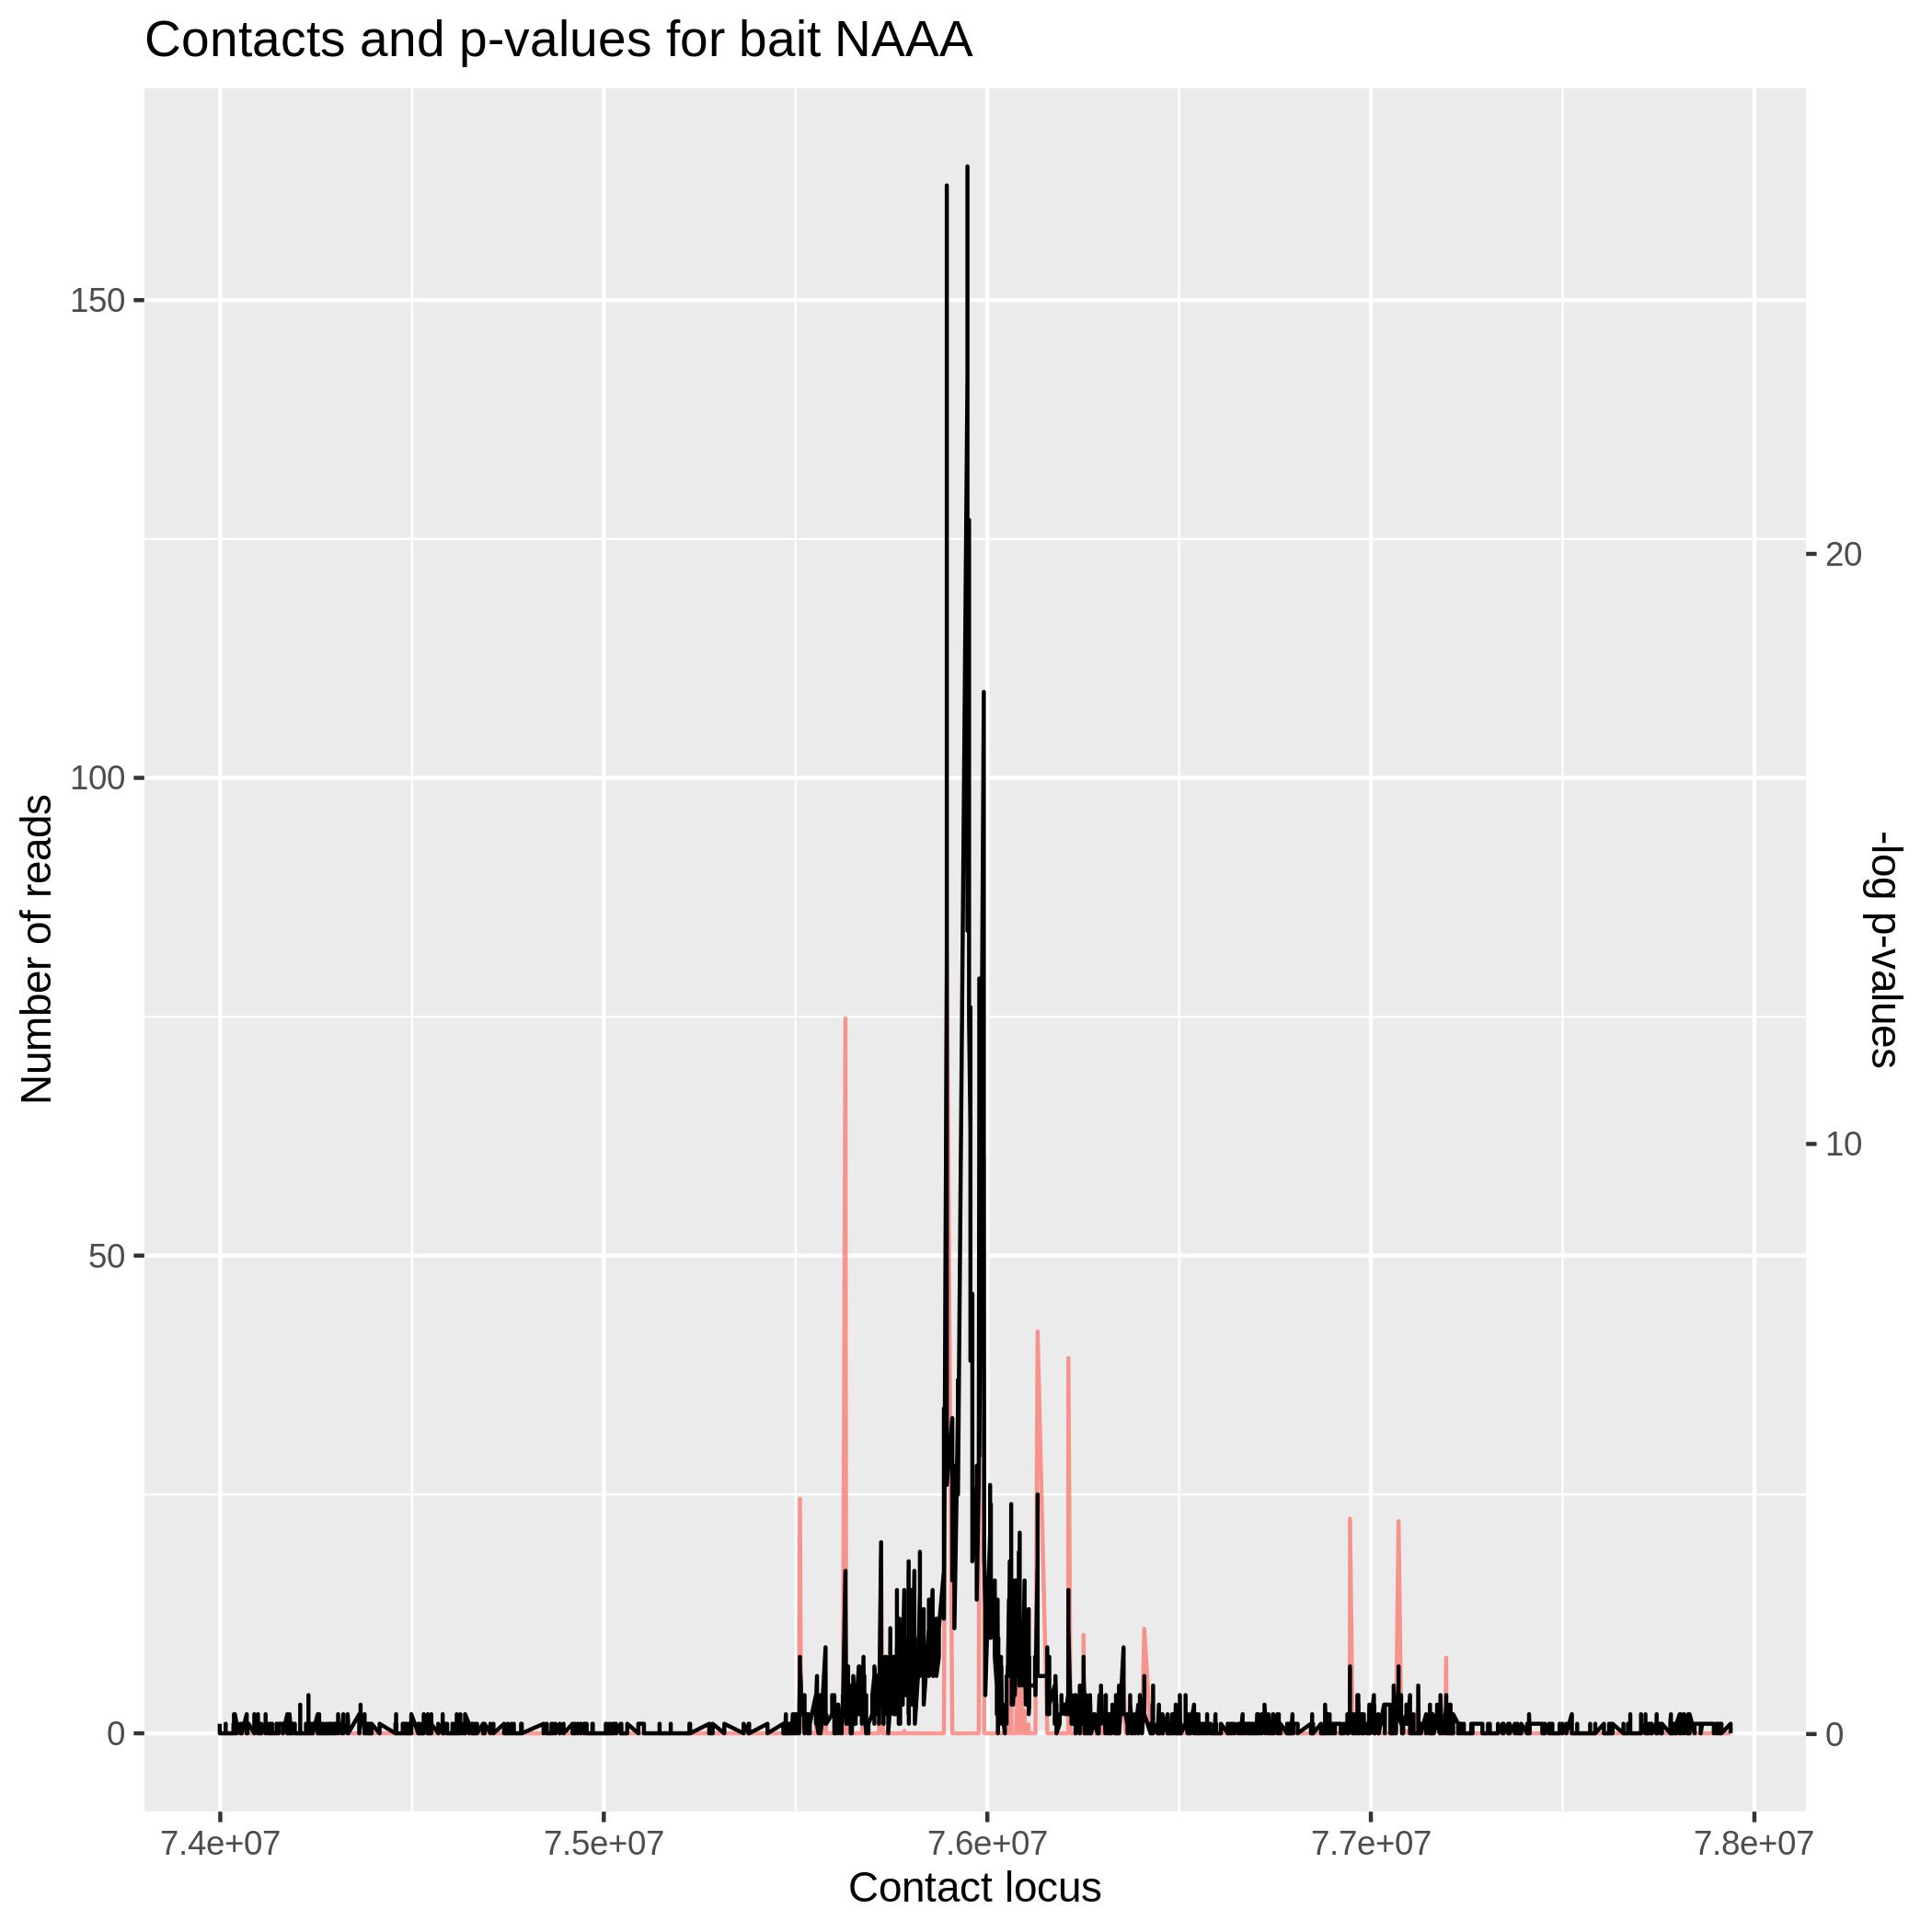 Contacts and p-values for bait NAAA
Number of reads
150
100
50
0
20
10
0
-log p-values
7.4e+07 7.5e+07 7.6e+07 7.7e+07 7.8e+07
Contact locus